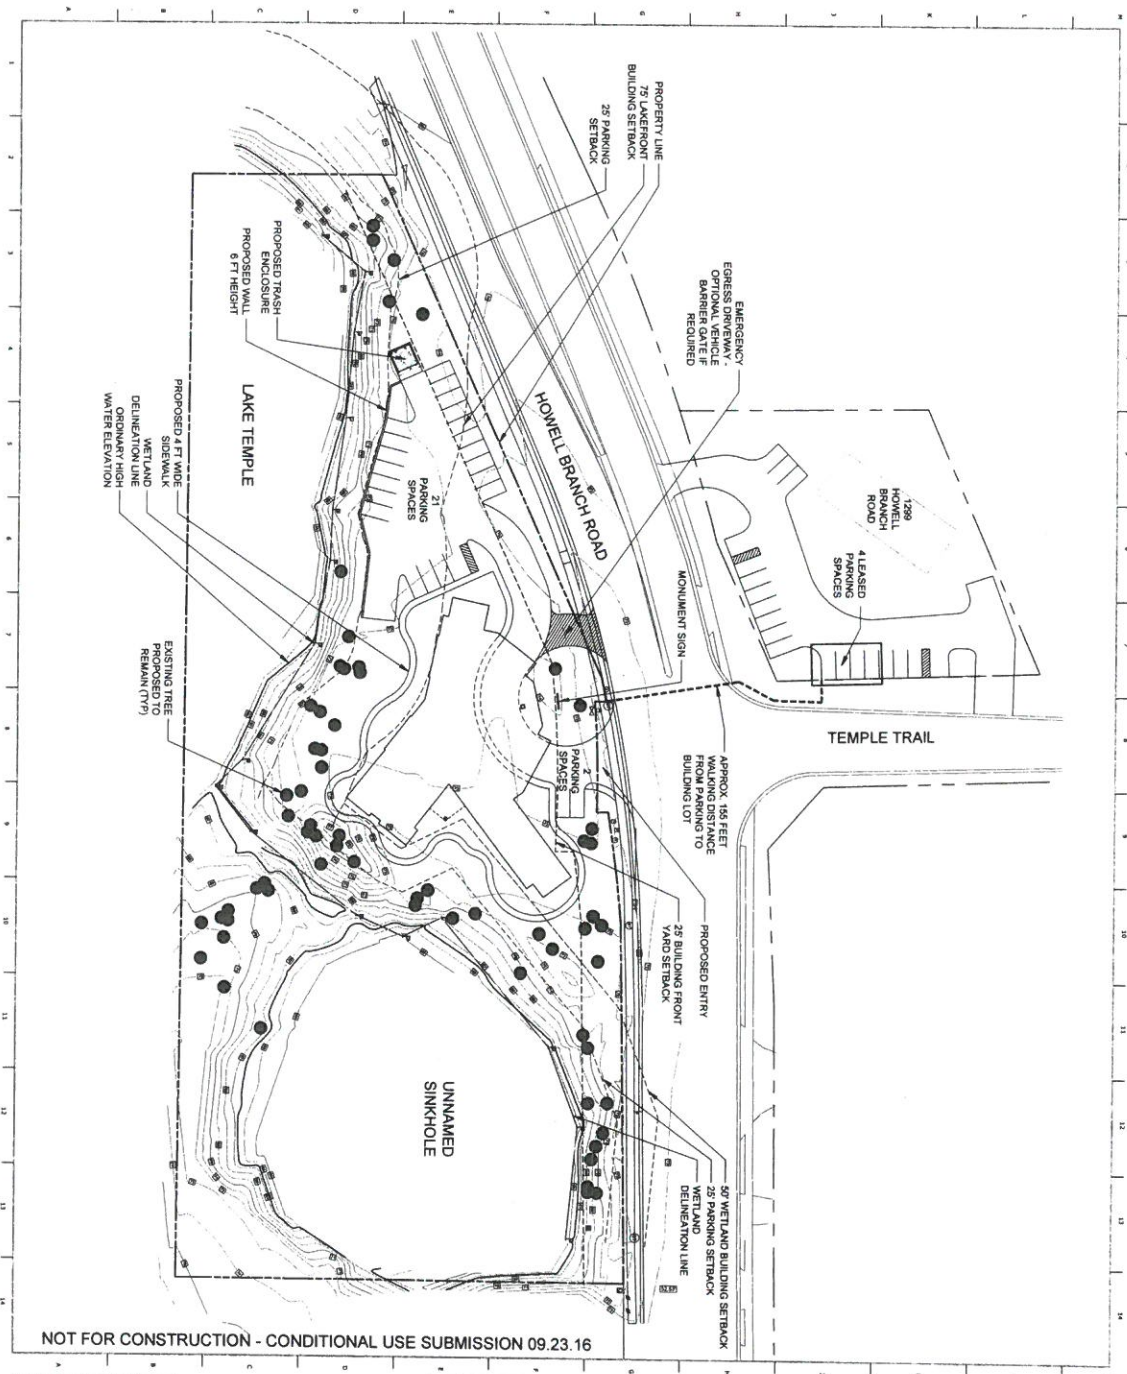 PROPERTY LINE
75' LAKEFRONT
BUILDING SETBACK
25' PARKING
SETBACK
EMERGENCY
EGRESS DRIVEWAY -
OPTIONAL VEHICLE
BARRIER GATE IF
REQUIRED
PROPOSED TRASH
ENCLOSURE
PROPOSED WALL
6 FT HEIGHT
LAKE TEMPLE
PROPOSED 4 FT WIDE
SIDEWALK
WETLAND
DELINEATION LINE
ORDINARY HIGH
WATER ELEVATION
HOWELL BRANCH ROAD
21
PARKING
SPACES
1299
HOWELL
BRANCH
ROAD
4 LEASED
PARKING
SPACES
MONUMENT SIGN
EXISTING TREE
PROPOSED TO
REMAIN (TYP)
2
PARKING
SPACES
TEMPLE TRAIL
APPROX. 155 FEET
WALKING DISTANCE
FROM PARKING TO
BUILDING LOT
PROPOSED ENTRY
25' BUILDING FRONT
YARD SETBACK
UNNAMED
SINKHOLE
50' WETLAND BUILDING SETBACK
25' PARKING SETBACK
WETLAND
DELINEATION LINE
NOT FOR CONSTRUCTION - CONDITIONAL USE SUBMISSION 09.23.16